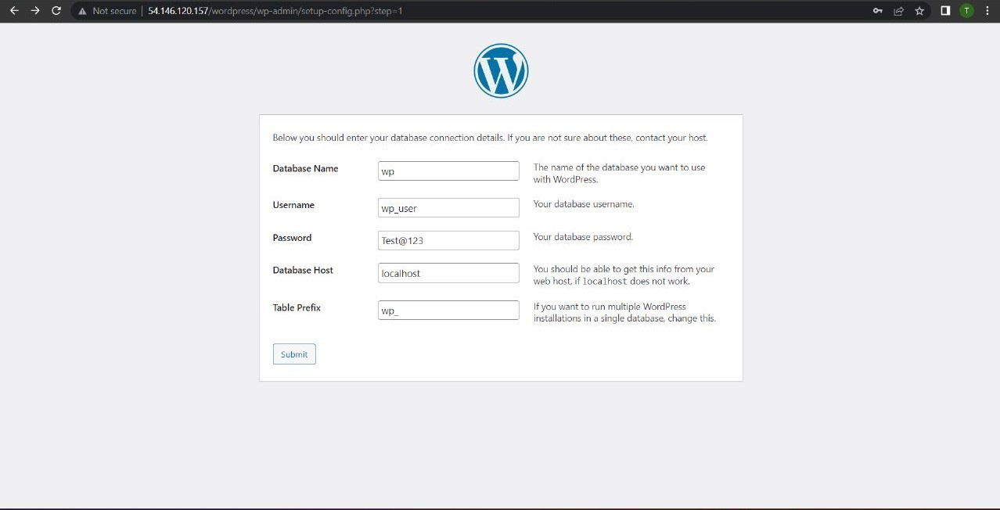 Not secure | 54.146.120.157/wordpress/wp-admin/setup-config.php?step=1
T
W
Below you should enter your database connection details. If you are not sure about these, contact your host.
Database Name
wp
The name of the database you want to use
with WordPress.
Username
wp_user
Your database username.
Password
Test@123
Your database password.
Database Host
localhost
You should be able to get this info from your
web host, if localhost does not work.
Table Prefix
wp_
If you want to run multiple WordPress
installations in a single database, change this.
Submit